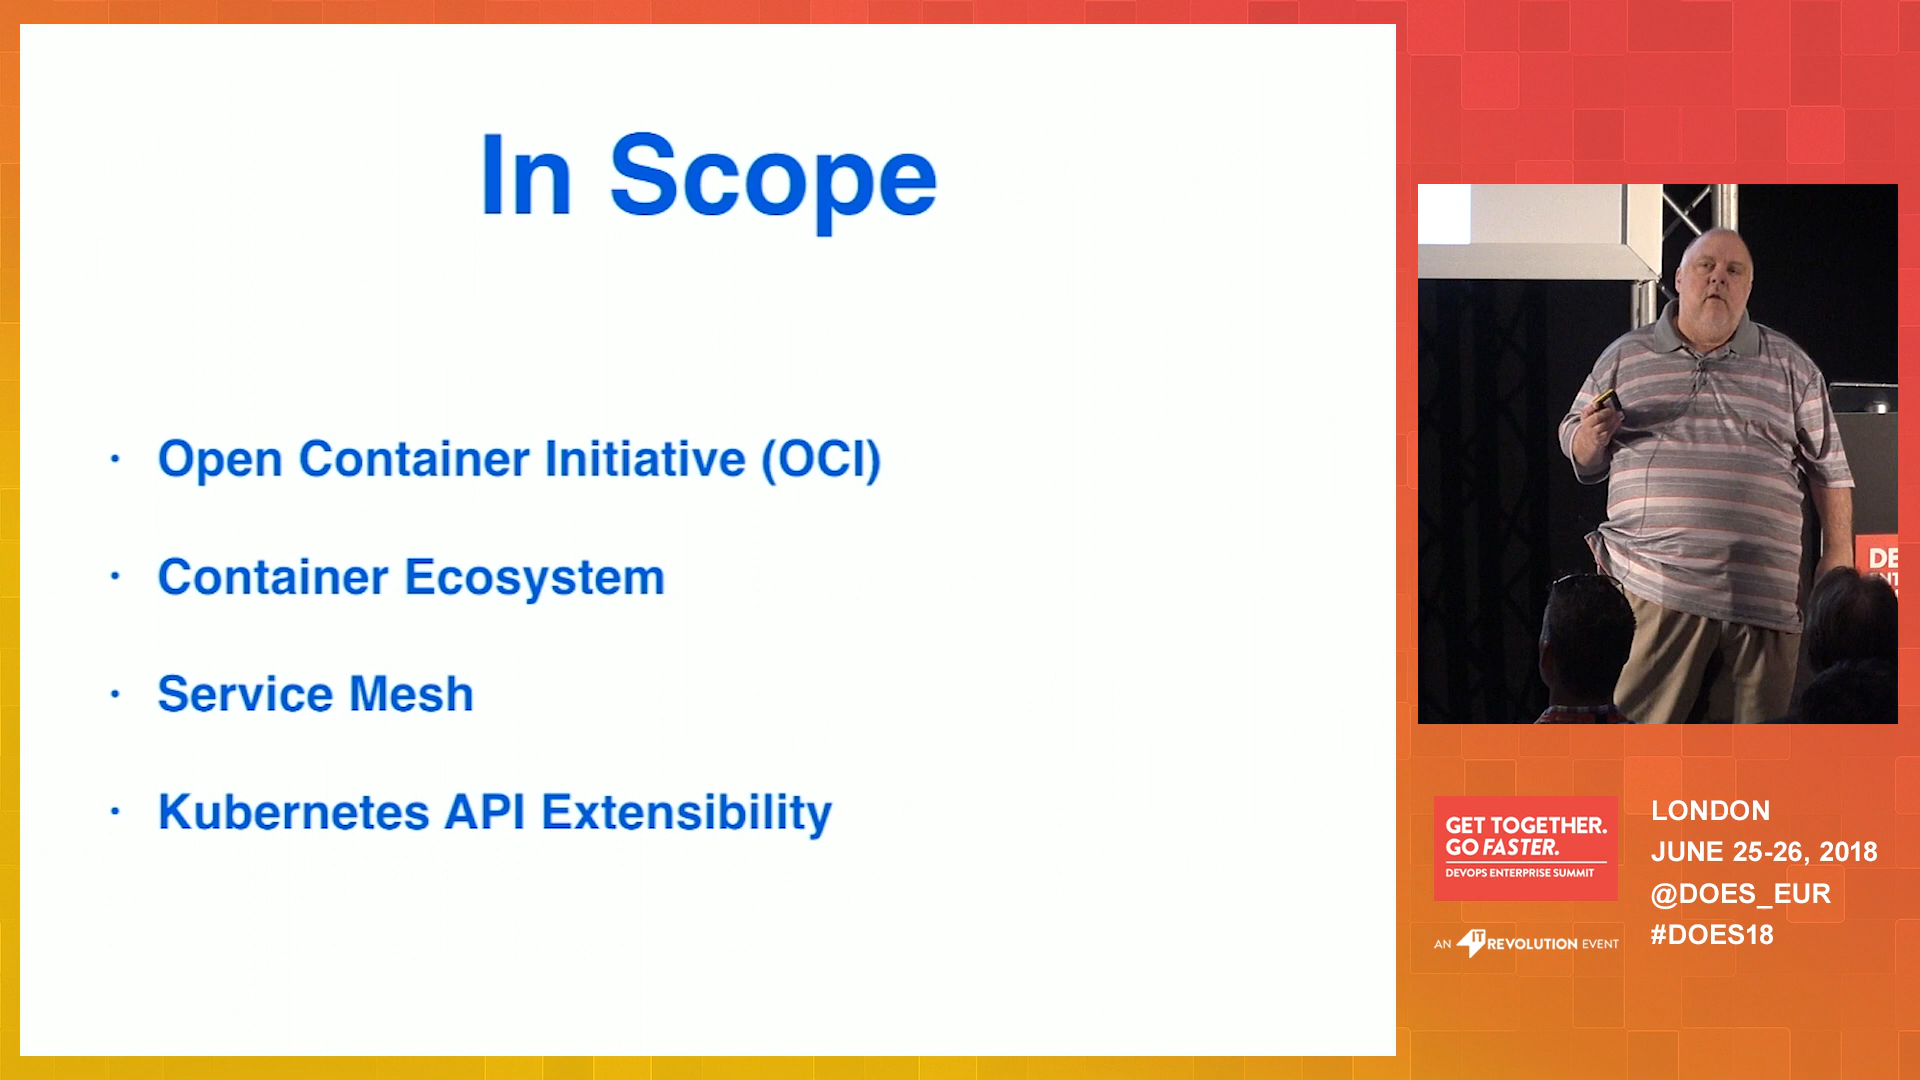 In Scope
· Open Container Initiative (OCI)
· Container Ecosystem
· Service Mesh
· Kubernetes API Extensibility
DE
GET TOGETHER.
GO FASTER.
DEVOPS ENTERPRISE SUMMIT
AN IT REVOLUTION EVENT
LONDON
JUNE 25-26, 2018
@DOES_EUR
#DOES18